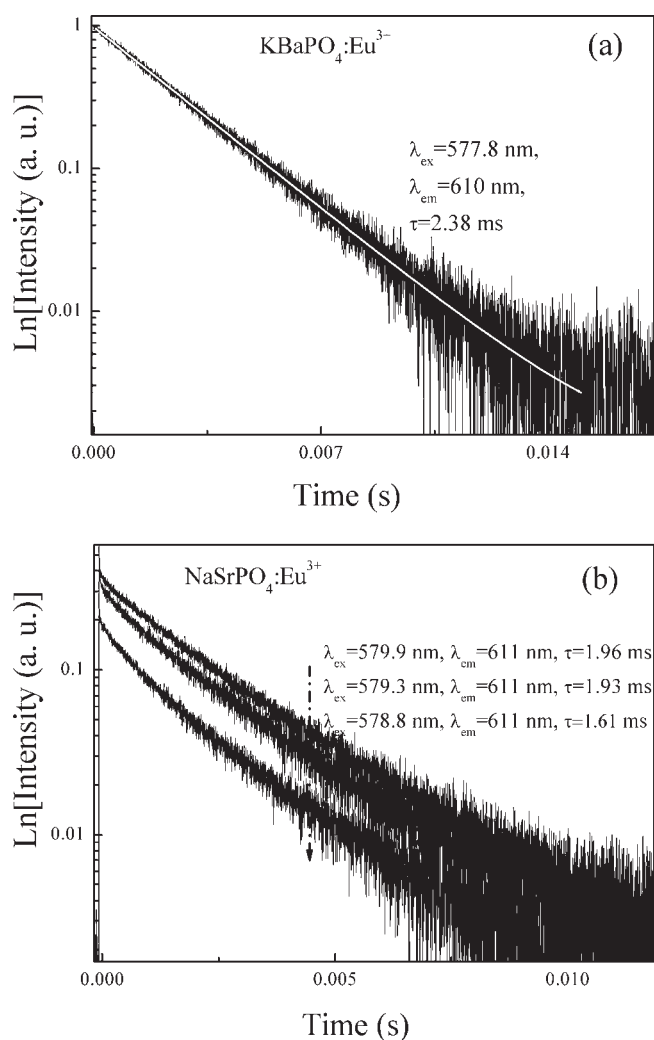 KBaPO₄:Eu³⁺
(a)
λex=577.8 nm,
λem=610 nm,
τ=2.38 ms
Ln[Intensity (a. u.)]
1
0.1
0.01
0.000
0.007
0.014
Time (s)
NaSrPO₄:Eu³⁺
(b)
λex=579.9 nm, λem=611 nm, τ=1.96 ms
λex=579.3 nm, λem=611 nm, τ=1.93 ms
λex=578.8 nm, λem=611 nm, τ=1.61 ms
Ln[Intensity (a. u.)]
0.1
0.01
0.000
0.005
0.010
Time (s)